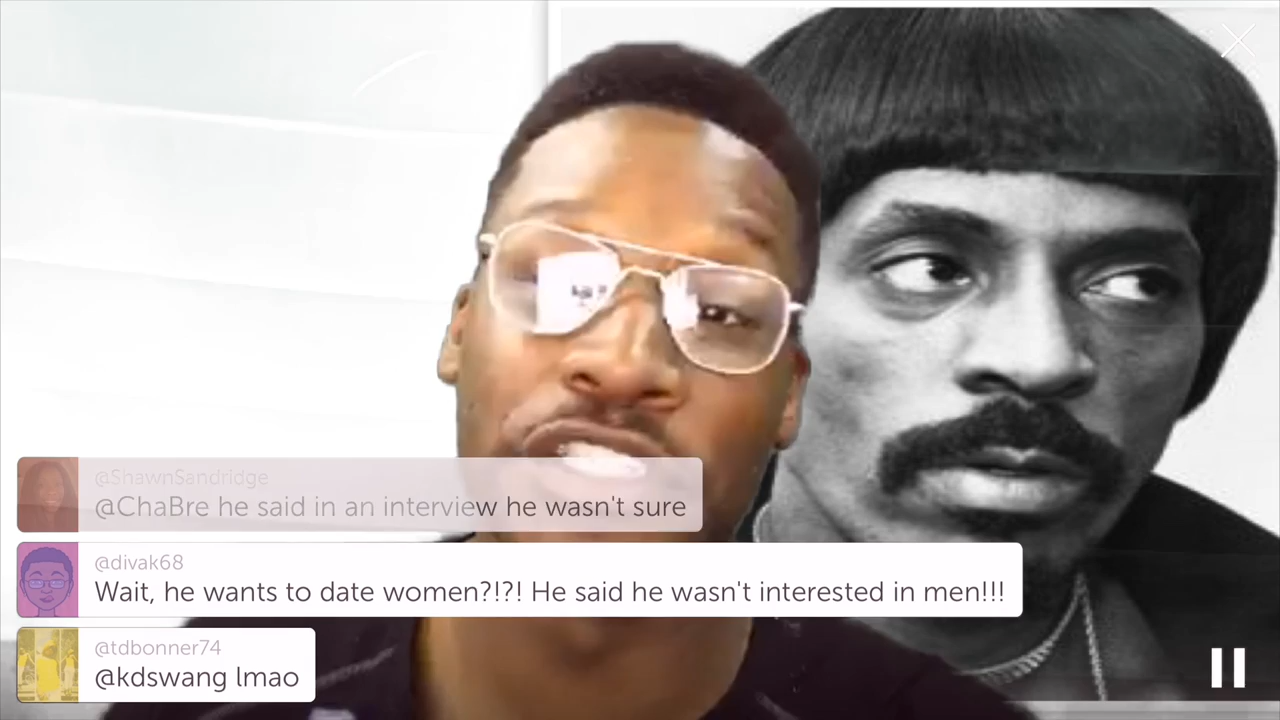 @ShawnSandridge
@ChaBre he said in an interview he wasn't sure
@divak68
Wait, he wants to date women?!?! He said he wasn't interested in men!!!
@tdbonner74
@kdswang lmao